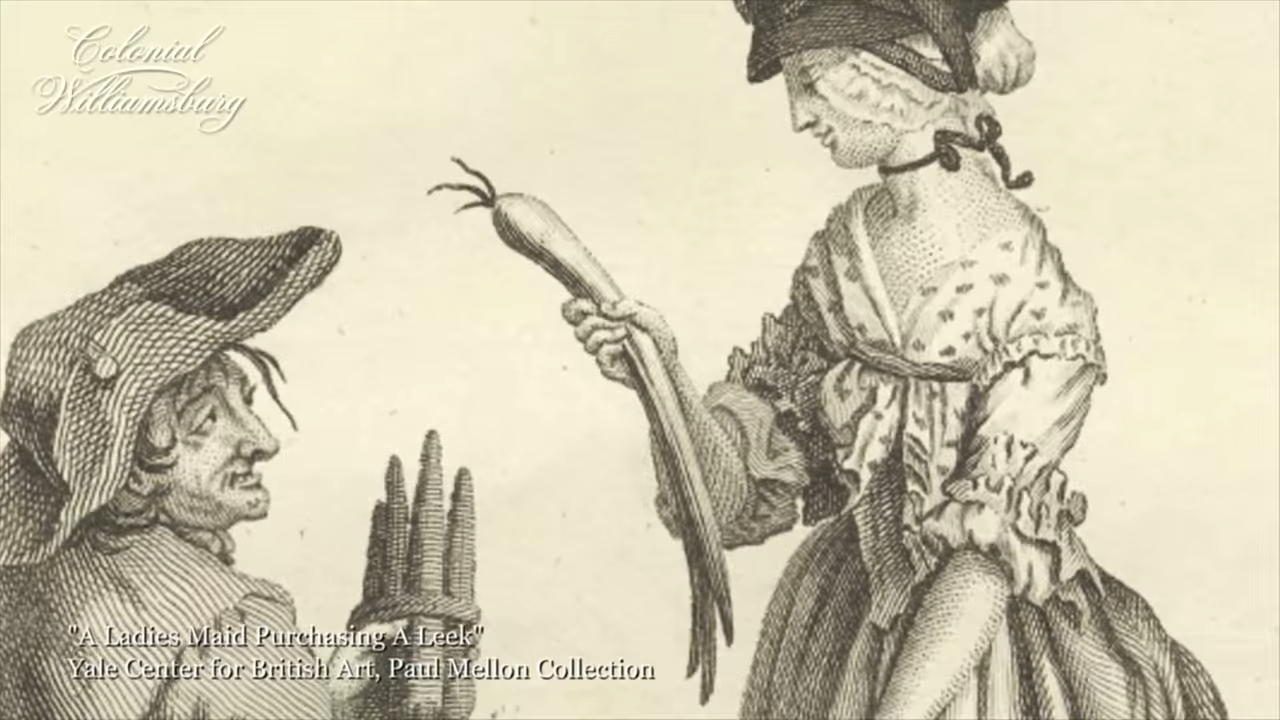 Colonial
Williamsburg
"A Ladies Maid Purchasing A Leek"
Yale Center for British Art, Paul Mellon Collection